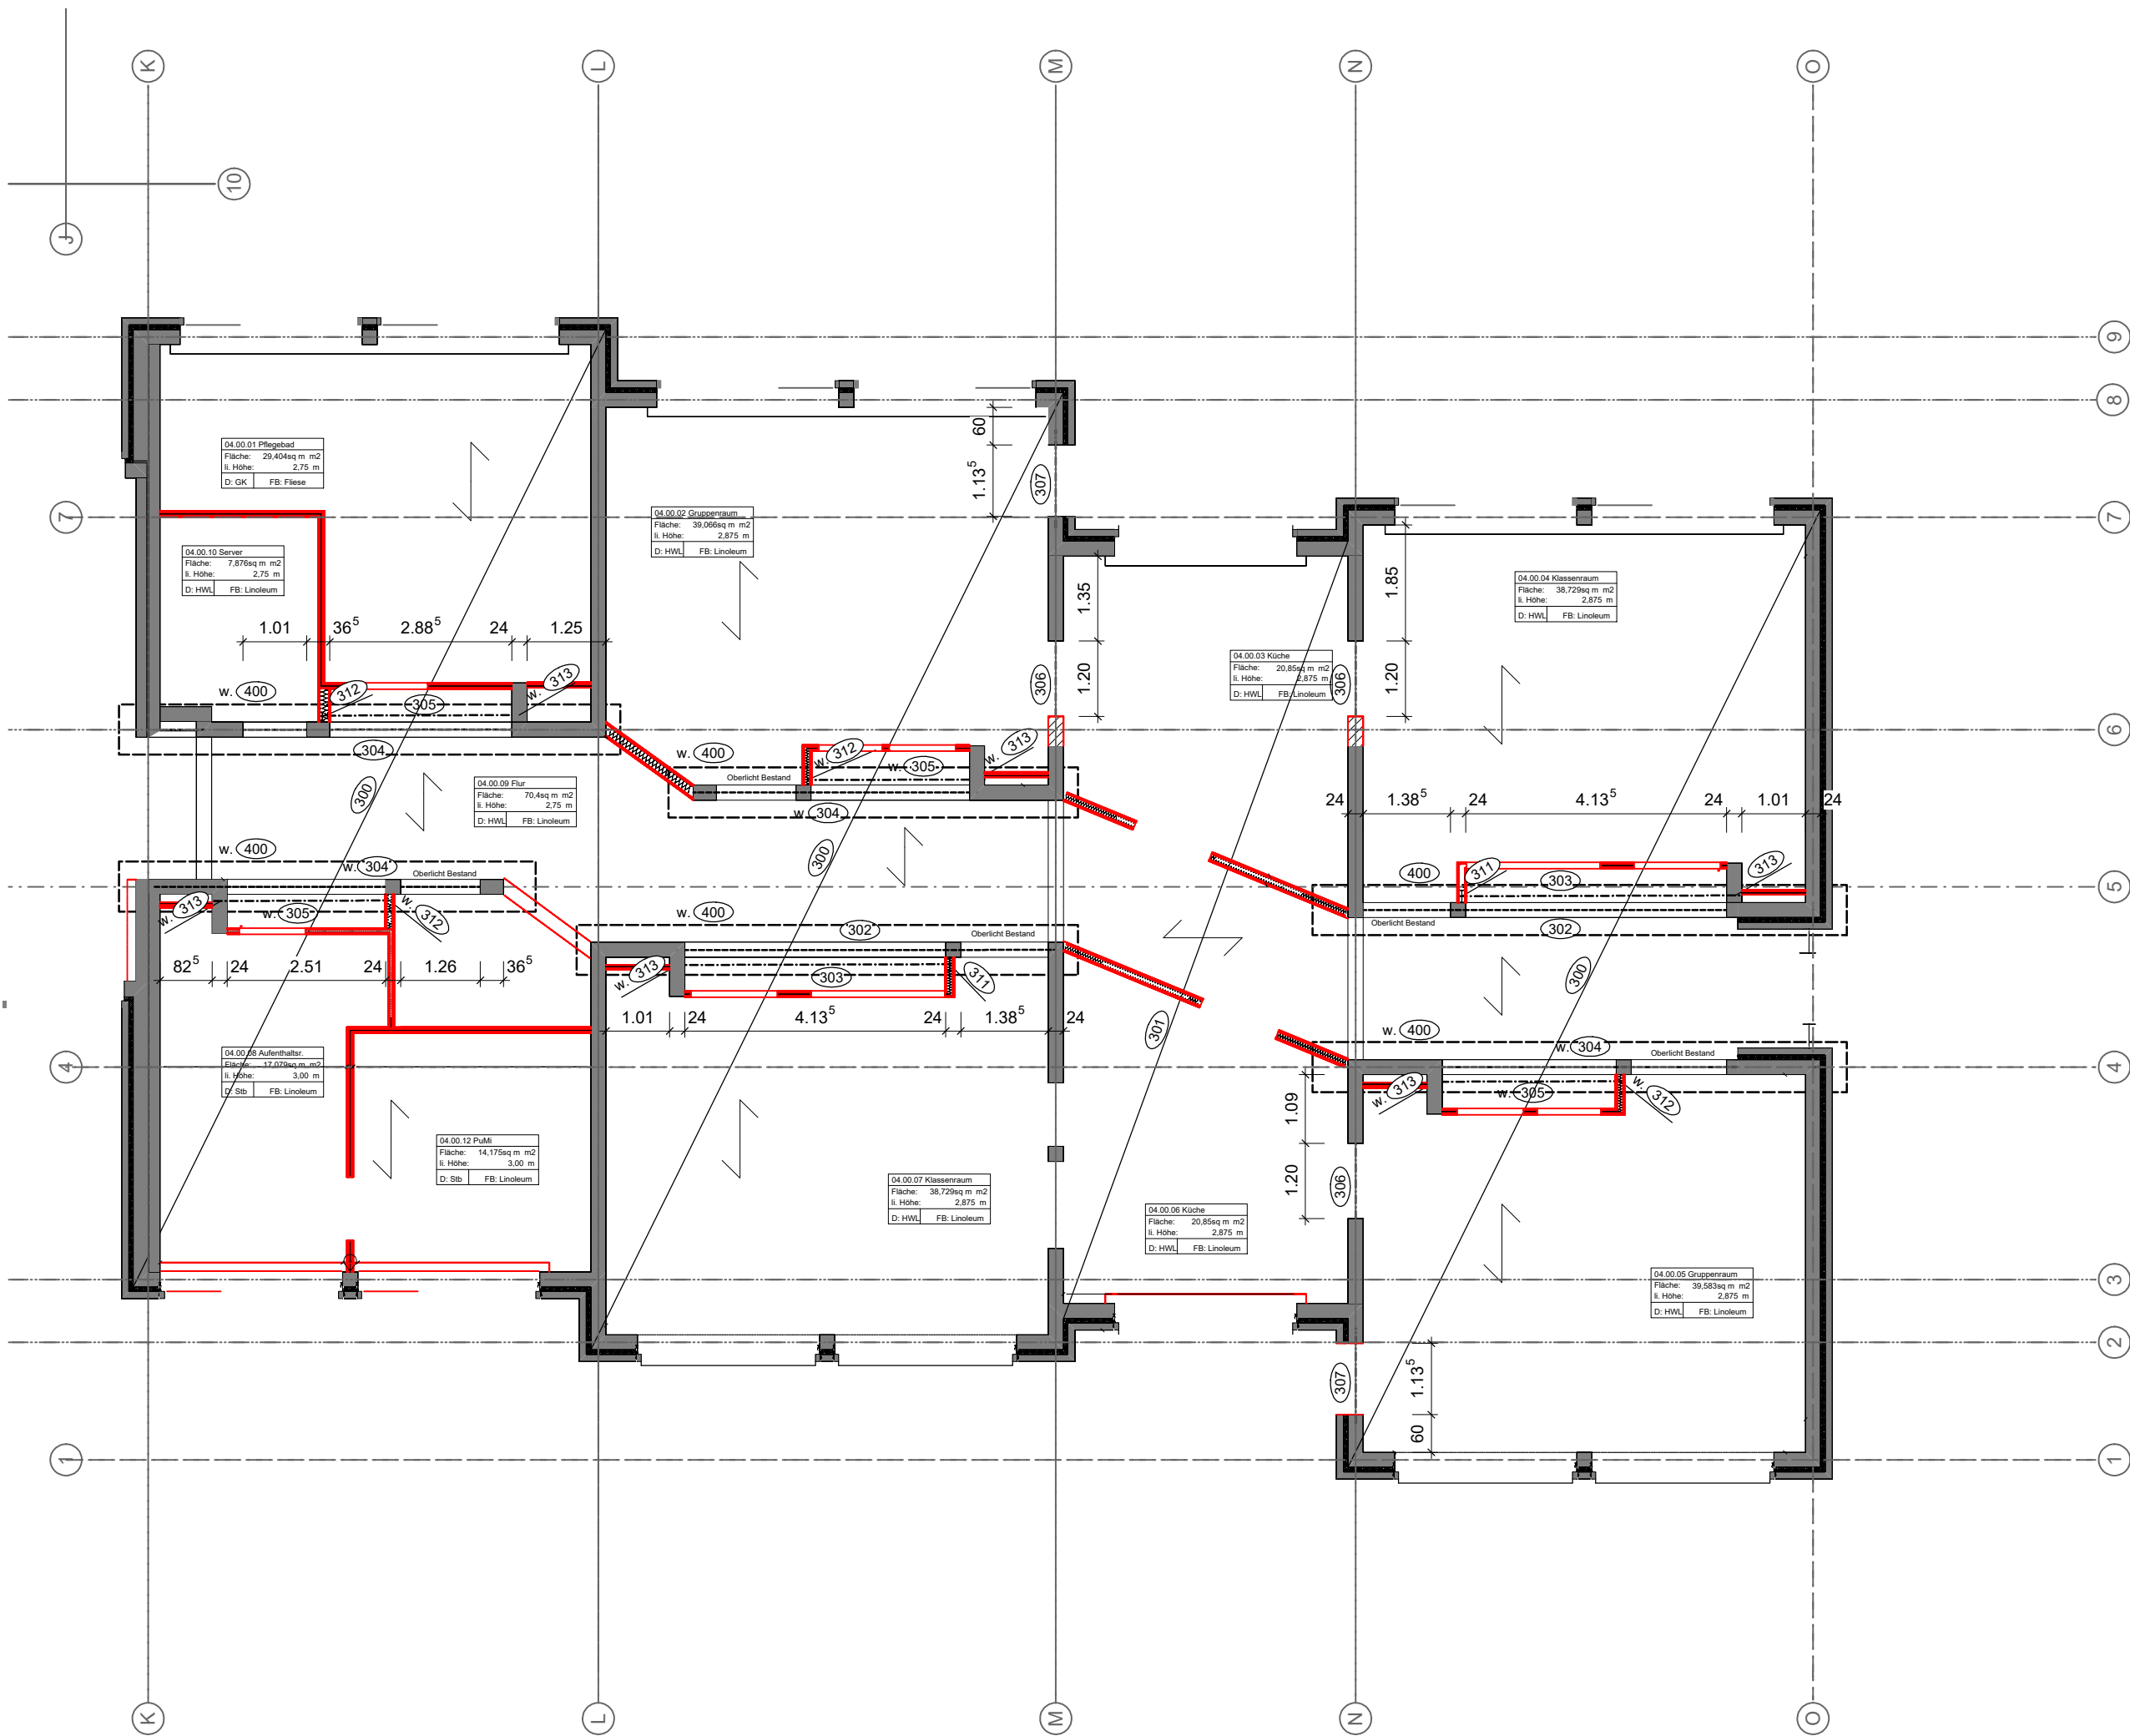 K
L
M
N
O
10
J
9
8
60
04.00.01 Pflegebad
Fläche: 29,404sq m m2
li. Höhe: 2,75 m
D: GK FB: Fliese
1.13⁵
307
04.00.02 Gruppenraum
Fläche: 39,066sq m m2
li. Höhe: 2,875 m
D: HWL FB: Linoleum
7
7
04.00.10 Server
Fläche: 7,876sq m m2
li. Höhe: 2,75 m
D: HWL FB: Linoleum
1.35
1.85
04.00.04 Klassenraum
Fläche: 38,729sq m m2
li. Höhe: 2,875 m
D: HWL FB: Linoleum
1.01 36⁵ 2.88⁵ 24 1.25
04.00.03 Küche
Fläche: 20,85sq m m2
li. Höhe: 2,875 m
D: HWL FB: Linoleum
306
1.20
306
1.20
w. 400
312
305
w. 313
304
6
w. 400
w. 312
w. 305
w. 313
Oberlicht Bestand
w. 304
04.00.09 Flur
Fläche: 70,4sq m m2
li. Höhe: 2,75 m
D: HWL FB: Linoleum
300
24 1.38⁵ 24 4.13⁵ 24 1.01 24
w. 400
w. 304
Oberlicht Bestand
300
400
311
303
313
5
w. 313
w. 305
w. 312
w. 400
302
Oberlicht Bestand
Oberlicht Bestand
302
82⁵ 24 2.51 24 1.26 36⁵
w. 313
303
311
300
1.01 24 4.13⁵ 24 1.38⁵ 24
301
w. 400
w. 304
Oberlicht Bestand
4
4
04.00.08 Aufenthaltsr.
Fläche: 17,079sq m m2
li. Höhe: 3,00 m
D: Stb FB: Linoleum
w. 313
w. 305
w. 312
1.09
04.00.12 PuMi
Fläche: 14,175sq m m2
li. Höhe: 3,00 m
D: Stb FB: Linoleum
04.00.07 Klassenraum
Fläche: 38,729sq m m2
li. Höhe: 2,875 m
D: HWL FB: Linoleum
1.20
306
04.00.06 Küche
Fläche: 20,85sq m m2
li. Höhe: 2,875 m
D: HWL FB: Linoleum
04.00.05 Gruppenraum
Fläche: 39,583sq m m2
li. Höhe: 2,875 m
D: HWL FB: Linoleum
3
2
307
1.13⁵
60
1
1
K
L
M
N
O